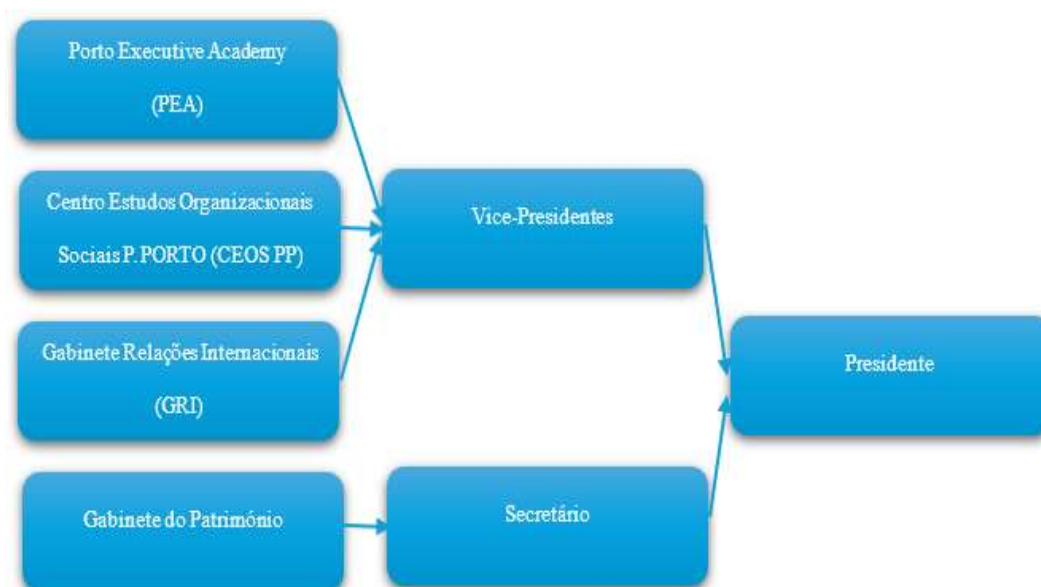 Porto Executive Academy
(PEA)
Centro Estudos Organizacionais
Sociais P. PORTO (CEOS PP)
Gabinete Relações Internacionais
(GRI)
Gabinete do Património
Vice-Presidentes
Secretário
Presidente